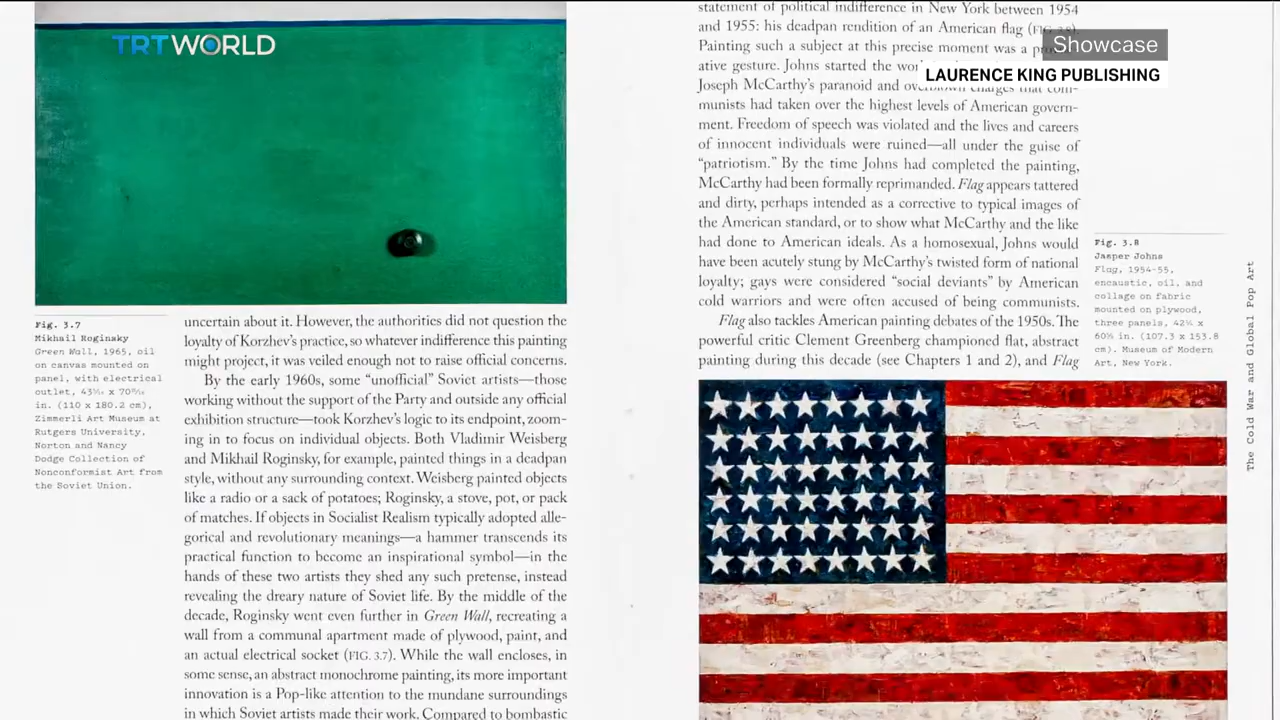 TRT WORLD
Showcase
LAURENCE KING PUBLISHING
Fig. 3.7
Mikhail Roginsky
Green Wall, 1965, oil
on canvas mounted on
panel, with electrical
outlet,
in. (110 x 180.2 cm),
Zimmerli Art Museum at
Rutgers University,
Norton and Nancy
Dodge Collection of
Nonconformist Art from
the Soviet Union.
uncertain about it. However, the authorities did not question the
loyalty of Korzhev’s practice, so whatever indifference this painting
might project, it was veiled enough not to raise official concerns.
By the early 1960s, some “unofficial” Soviet artists—those
working without the support of the Party and outside any official
exhibition structure—took Korzhev’s logic to its endpoint, zoom-
ing in to focus on individual objects. Both Vladimir Weisberg
and Mikhail Roginsky, for example, painted things in a deadpan
style, without any surrounding context. Weisberg painted objects
like a radio or a sack of potatoes; Roginsky, a stove, pot, or pack
of matches. If objects in Socialist Realism typically adopted alle-
gorical and revolutionary meanings—a hammer transcends its
practical function to become an inspirational symbol—in the
hands of these two artists they shed any such pretense, instead
revealing the dreary nature of Soviet life. By the middle of the
decade, Roginsky went even further in Green Wall, recreating a
wall from a communal apartment made of plywood, paint, and
an actual electrical socket (FIG. 3.7). While the wall encloses, in
some sense, an abstract monochrome painting, its more important
innovation is a Pop-like attention to the mundane surroundings
in which Soviet artists made their work. Compared to bombastic
statement of political indifference in New York between 1954
and 1955: his deadpan rendition of an American flag (FIG. 3.8).
Painting such a subject at this precise moment was a
ative gesture. Johns started the
Joseph McCarthy’s paranoid and overblown charges that com-
munists had taken over the highest levels of American govern-
ment. Freedom of speech was violated and the lives and careers
of innocent individuals were ruined—all under the guise of
“patriotism.” By the time Johns had completed the painting,
McCarthy had been formally reprimanded. Flag appears tattered
and dirty, perhaps intended as a corrective to typical images of
the American standard, or to show what McCarthy and the like
had done to American ideals. As a homosexual, Johns would
have been acutely stung by McCarthy’s twisted form of national
loyalty; gays were considered “social deviants” by American
cold warriors and were often accused of being communists.
Flag also tackles American painting debates of the 1950s. The
powerful critic Clement Greenberg championed flat, abstract
painting during this decade (see Chapters 1 and 2), and Flag
Fig. 3.8
Jasper Johns
Flag, 1954–55,
encaustic, oil, and
collage on fabric
mounted on plywood,
three panels, 42¼ x
60⅝ in. (107.3 x 153.8
cm). Museum of Modern
Art, New York.
The Cold War and Global Pop Art